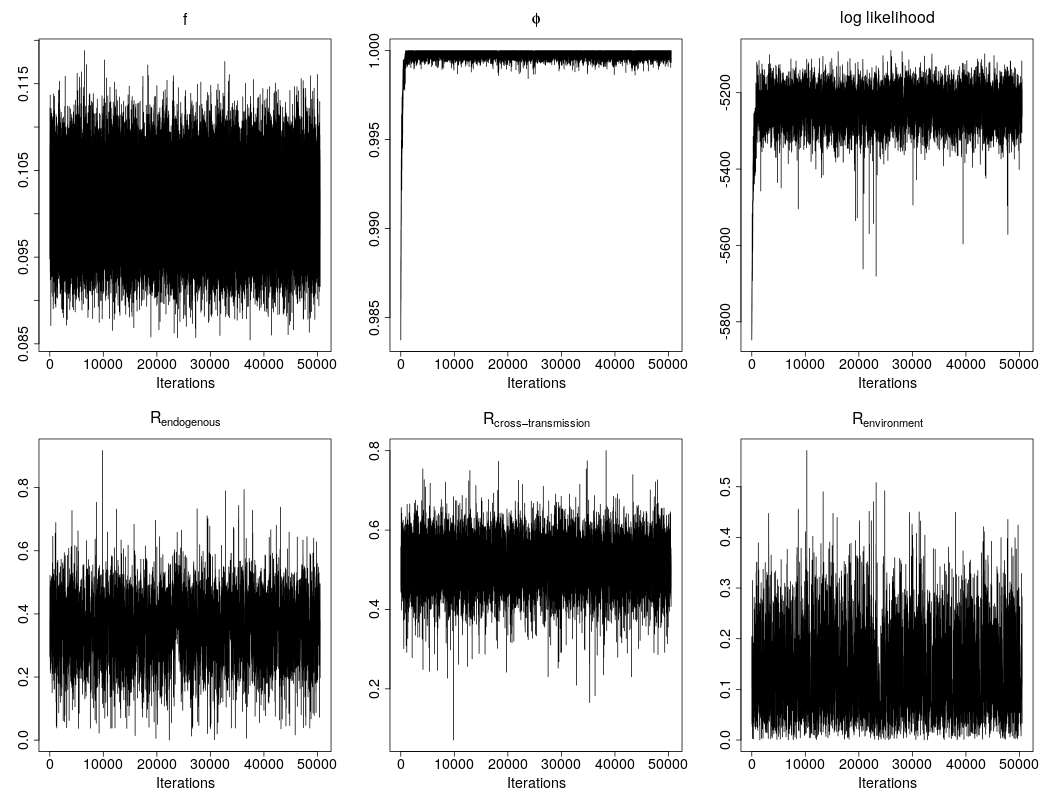 f
0.085 0.095 0.105 0.115
0 10000 20000 30000 40000 50000
Iterations
ϕ
0.985 0.990 0.995 1.000
0 10000 20000 30000 40000 50000
Iterations
log likelihood
-5800 -5600 -5400 -5200
0 10000 20000 30000 40000 50000
Iterations
Rendogenous
0.0 0.2 0.4 0.6 0.8
0 10000 20000 30000 40000 50000
Iterations
Rcross−transmission
0.2 0.4 0.6 0.8
0 10000 20000 30000 40000 50000
Iterations
Renvironment
0.0 0.1 0.2 0.3 0.4 0.5
0 10000 20000 30000 40000 50000
Iterations